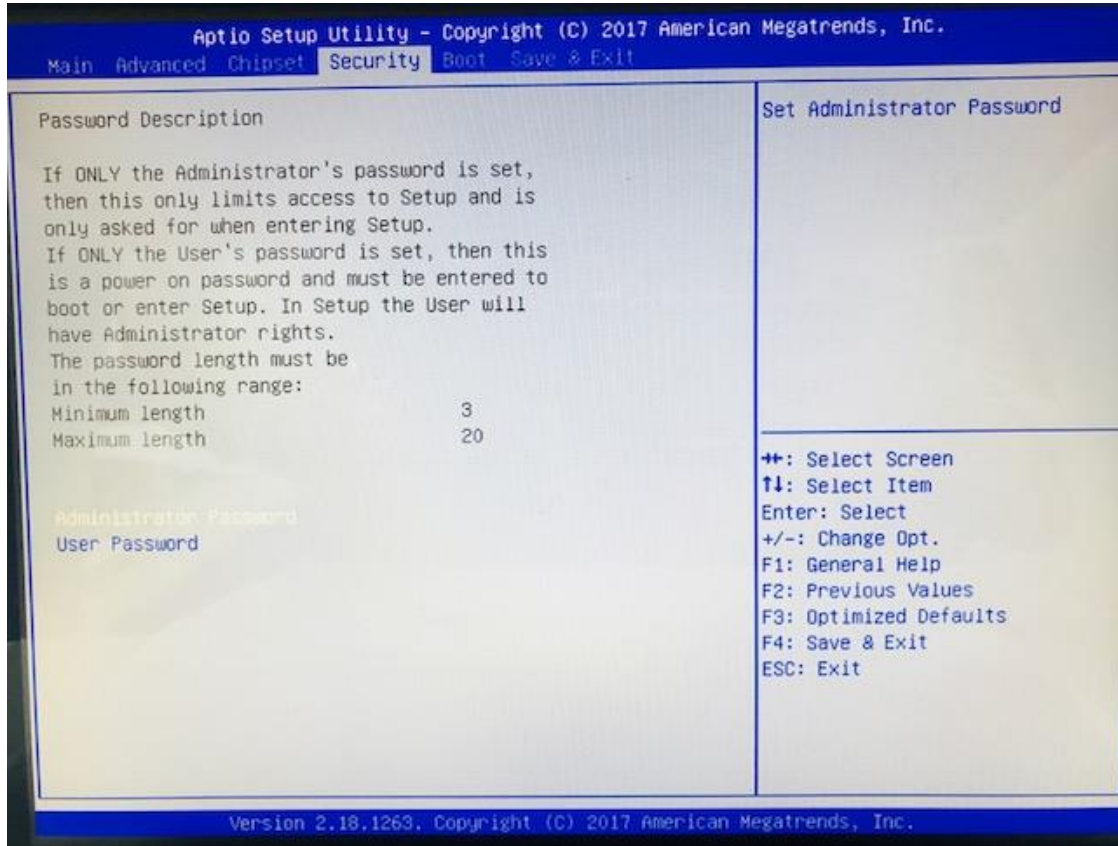 Aptio Setup Utility - Copyright (C) 2017 American Megatrends, Inc.
Main Advanced Chipset Security Boot Save & Exit
Password Description
If ONLY the Administrator's password is set,
then this only limits access to Setup and is
only asked for when entering Setup.
If ONLY the User's password is set, then this
is a power on password and must be entered to
boot or enter Setup. In Setup the User will
have Administrator rights.
The password length must be
in the following range:
Minimum length 3
Maximum length 20
Administrator Password
User Password
Set Administrator Password
→←: Select Screen
↑↓: Select Item
Enter: Select
+/-: Change Opt.
F1: General Help
F2: Previous Values
F3: Optimized Defaults
F4: Save & Exit
ESC: Exit
Version 2.18.1263. Copyright (C) 2017 American Megatrends, Inc.